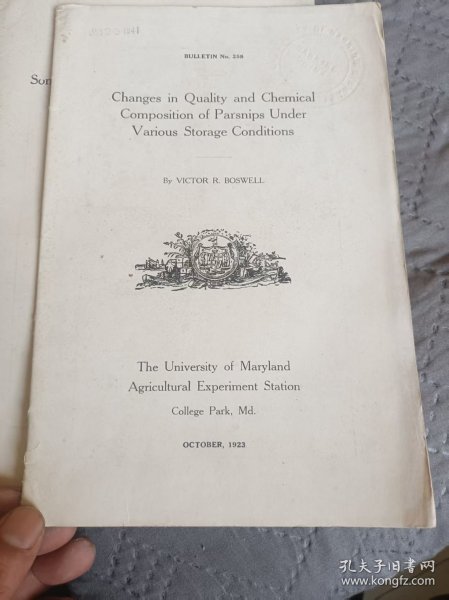 Son
BULLETIN No. 258
Changes in Quality and Chemical
Composition of Parsnips Under
Various Storage Conditions
By VICTOR R. BOSWELL
The University of Maryland
Agricultural Experiment Station
College Park, Md.
OCTOBER, 1923
孔夫子旧书网
www.kongfz.com